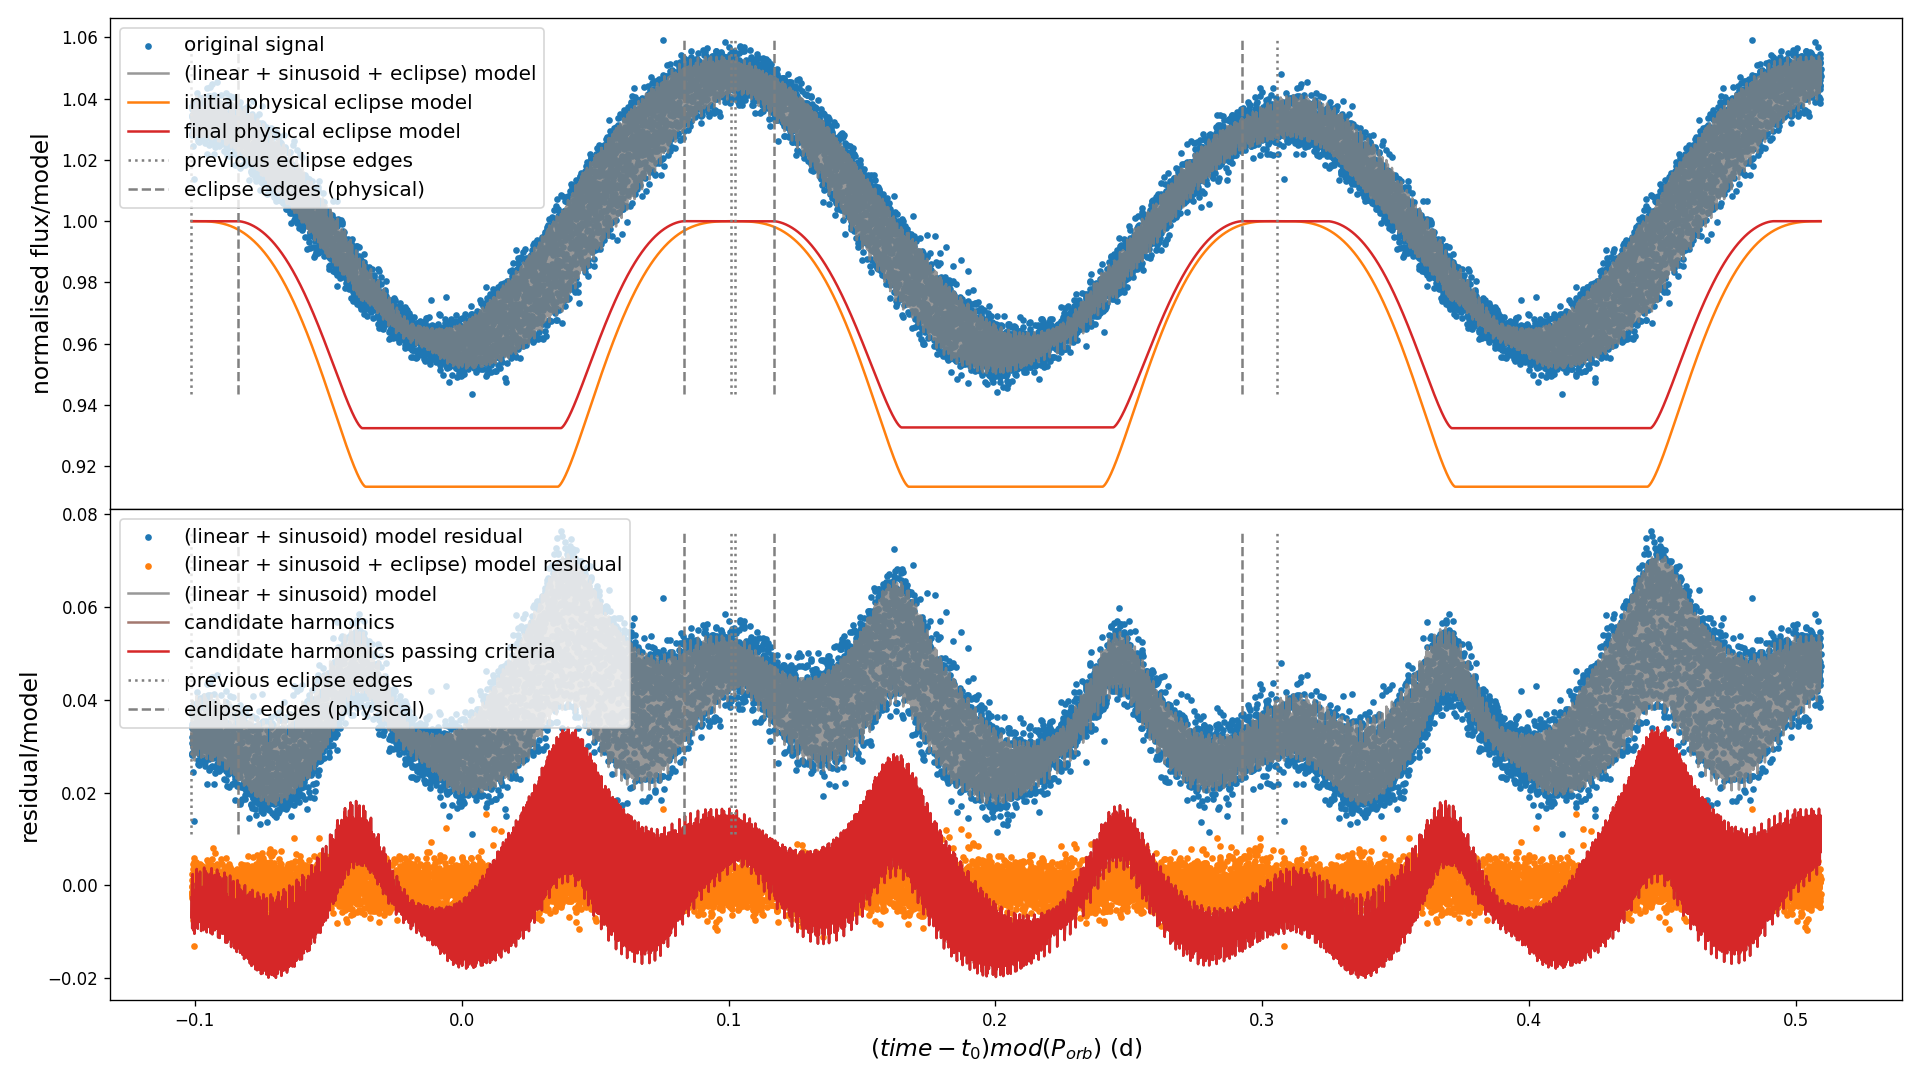 normalised flux/model
1.06
1.04
1.02
1.00
0.98
0.96
0.94
0.92
original signal
(linear + sinusoid + eclipse) model
initial physical eclipse model
final physical eclipse model
previous eclipse edges
eclipse edges (physical)
residual/model
0.08
0.06
0.04
0.02
0.00
−0.02
(linear + sinusoid) model residual
(linear + sinusoid + eclipse) model residual
(linear + sinusoid) model
candidate harmonics
candidate harmonics passing criteria
previous eclipse edges
eclipse edges (physical)
−0.1 0.0 0.1 0.2 0.3 0.4 0.5
(time − t₀)mod(P_orb) (d)